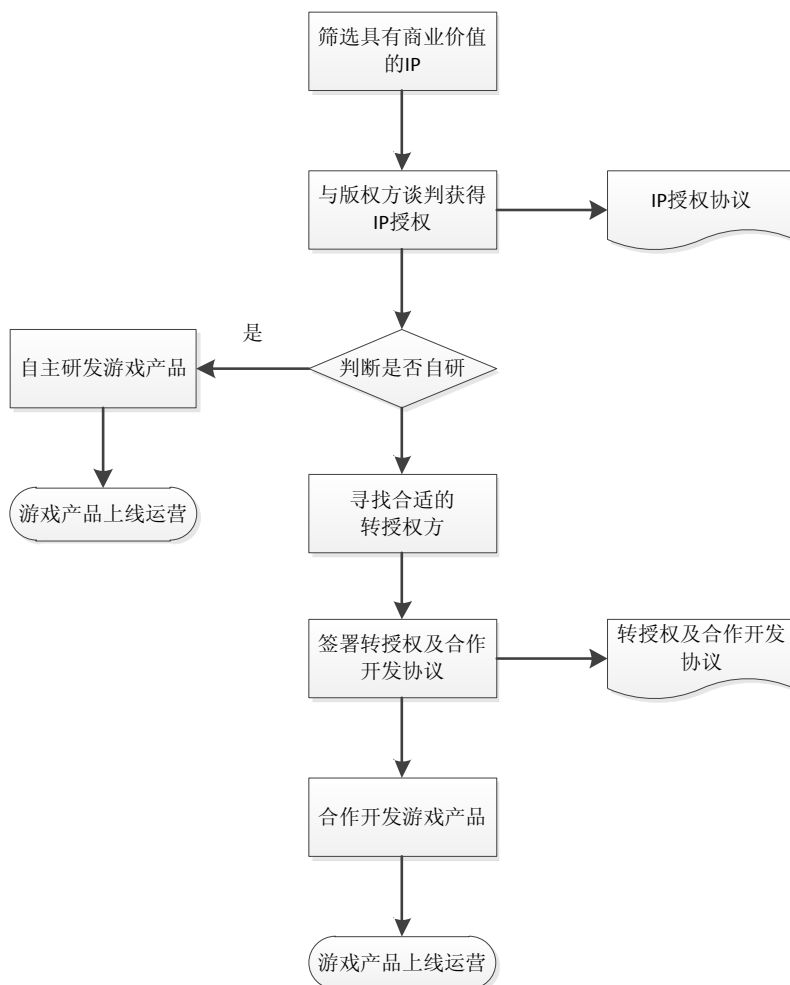 筛选具有商业价值
的IP
与版权方谈判获得
IP授权
IP授权协议
是
自主研发游戏产品
判断是否自研
游戏产品上线运营
寻找合适的
转授权方
签署转授权及合作
开发协议
转授权及合作开发
协议
合作开发游戏产品
游戏产品上线运营